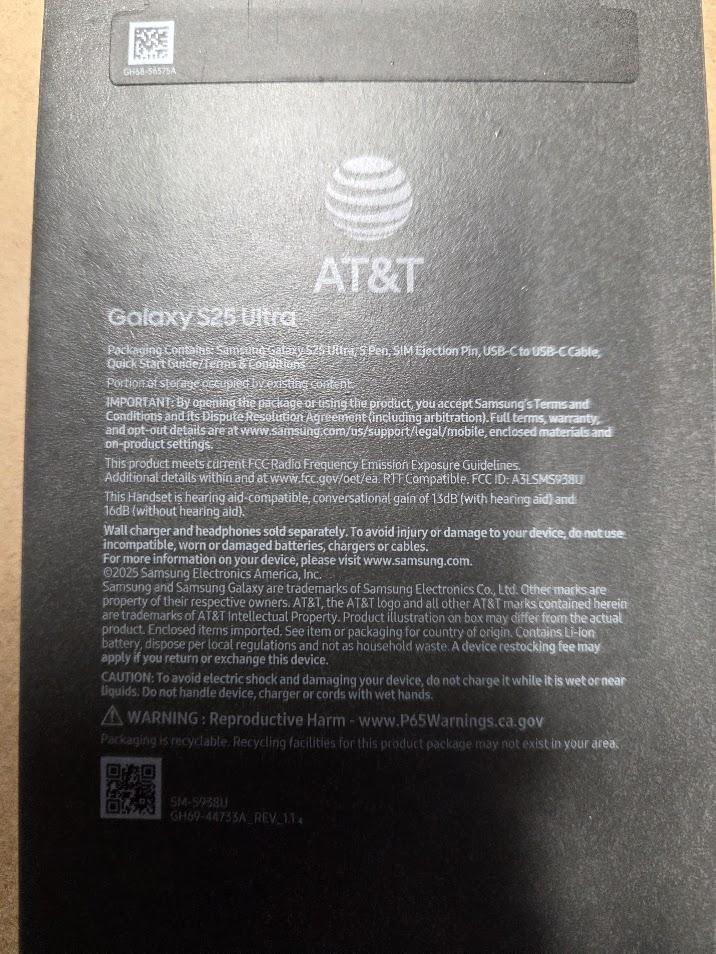 GH68-56575A
AT&T
Galaxy S25 Ultra
Packaging Contains: Samsung Galaxy S25 Ultra, S Pen, SIM Ejection Pin, USB-C to USB-C Cable,
Quick Start Guide/Terms & Conditions
Portion of storage occupied by existing content.
IMPORTANT: By opening the package or using the product, you accept Samsung's Terms and
Conditions and its Dispute Resolution Agreement (including arbitration). Full terms, warranty,
and opt-out details are at www.samsung.com/us/support/legal/mobile, enclosed materials and
on-product settings.
This product meets current FCC Radio Frequency Emission Exposure Guidelines.
Additional details within and at www.fcc.gov/oet/ea. RTT Compatible. FCC ID: A3LSMS938U
This Handset is hearing aid-compatible, conversational gain of 13dB (with hearing aid) and
16dB (without hearing aid).
Wall charger and headphones sold separately. To avoid injury or damage to your device, do not use
incompatible, worn or damaged batteries, chargers or cables.
For more information on your device, please visit www.samsung.com.
©2025 Samsung Electronics America, Inc.
Samsung and Samsung Galaxy are trademarks of Samsung Electronics Co., Ltd. Other marks are
property of their respective owners. AT&T, the AT&T logo and all other AT&T marks contained herein
are trademarks of AT&T Intellectual Property. Product illustration on box may differ from the actual
product. Enclosed items imported. See item or packaging for country of origin. Contains Li-Ion
battery, dispose per local regulations and not as household waste. A device restocking fee may
apply if you return or exchange this device.
CAUTION: To avoid electric shock and damaging your device, do not charge it while it is wet or near
liquids. Do not handle device, charger or cords with wet hands.
WARNING : Reproductive Harm - www.P65Warnings.ca.gov
Packaging is recyclable. Recycling facilities for this product package may not exist in your area.
SM-S938U
GH69-44733A_REV_1.1